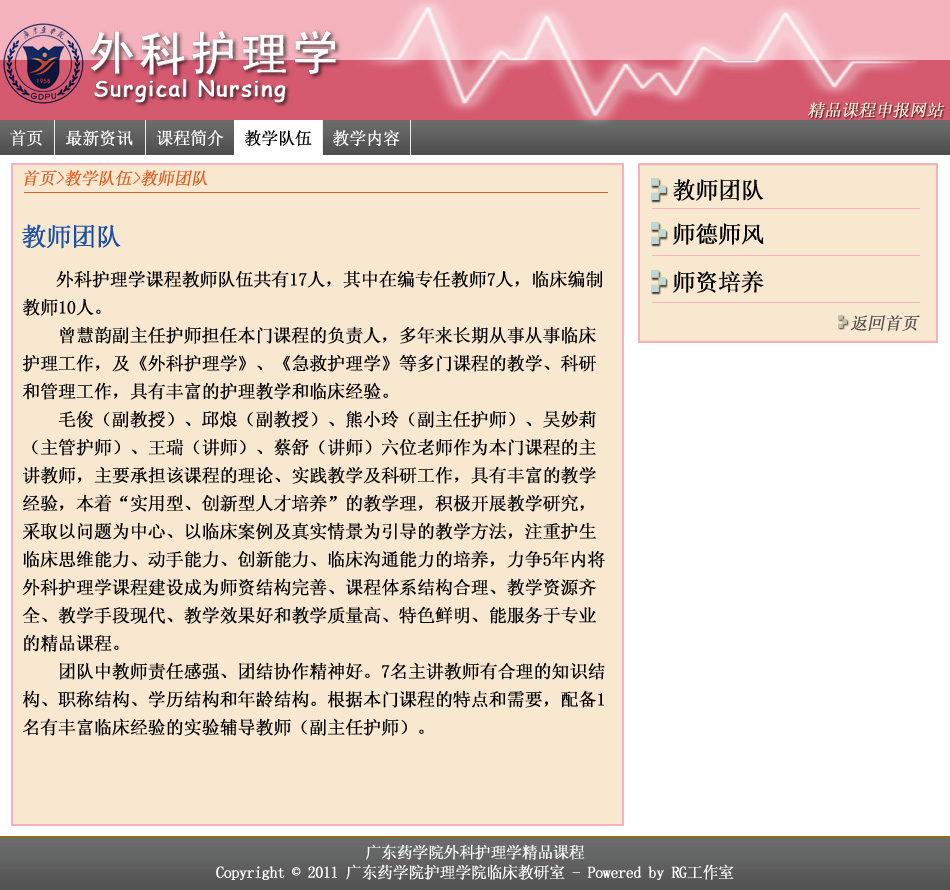 外科护理学
Surgical Nursing
GDPU
1958
精品课程申报网站
首页 最新资讯 课程简介 教学队伍 教学内容
首页>教学队伍>教师团队
教师团队
外科护理学课程教师队伍共有17人，其中在编专任教师7人，临床编制
教师10人。
曾慧韵副主任护师担任本门课程的负责人，多年来长期从事从事临床
护理工作，及《外科护理学》、《急救护理学》等多门课程的教学、科研
和管理工作，具有丰富的护理教学和临床经验。
毛俊（副教授）、邱烺（副教授）、熊小玲（副主任护师）、吴妙莉
（主管护师）、王瑞（讲师）、蔡舒（讲师）六位老师作为本门课程的主
讲教师，主要承担该课程的理论、实践教学及科研工作，具有丰富的教学
经验，本着“实用型、创新型人才培养”的教学理，积极开展教学研究，
采取以问题为中心、以临床案例及真实情景为引导的教学方法，注重护生
临床思维能力、动手能力、创新能力、临床沟通能力的培养，力争5年内将
外科护理学课程建设成为师资结构完善、课程体系结构合理、教学资源齐
全、教学手段现代、教学效果好和教学质量高、特色鲜明、能服务于专业
的精品课程。
团队中教师责任感强、团结协作精神好。7名主讲教师有合理的知识结
构、职称结构、学历结构和年龄结构。根据本门课程的特点和需要，配备1
名有丰富临床经验的实验辅导教师（副主任护师）。
教师团队
师德师风
师资培养
返回首页
广东药学院外科护理学精品课程
Copyright © 2011 广东药学院护理学院临床教研室 - Powered by RG工作室